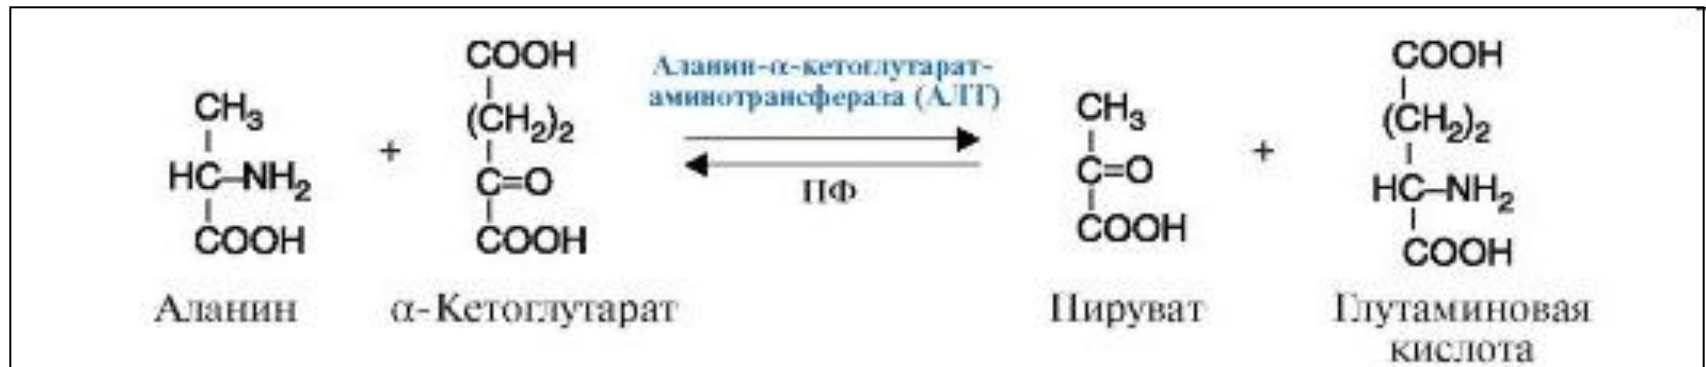 CH₃
HC–NH₂
COOH
Аланин
+
COOH
(CH₂)₂
C=O
COOH
α-Кетоглутарат
Аланин-α-кетоглутарат-
аминотрансфераза (АЛТ)
ПФ
CH₃
C=O
COOH
Пируват
+
COOH
(CH₂)₂
HC–NH₂
COOH
Глутаминовая
кислота